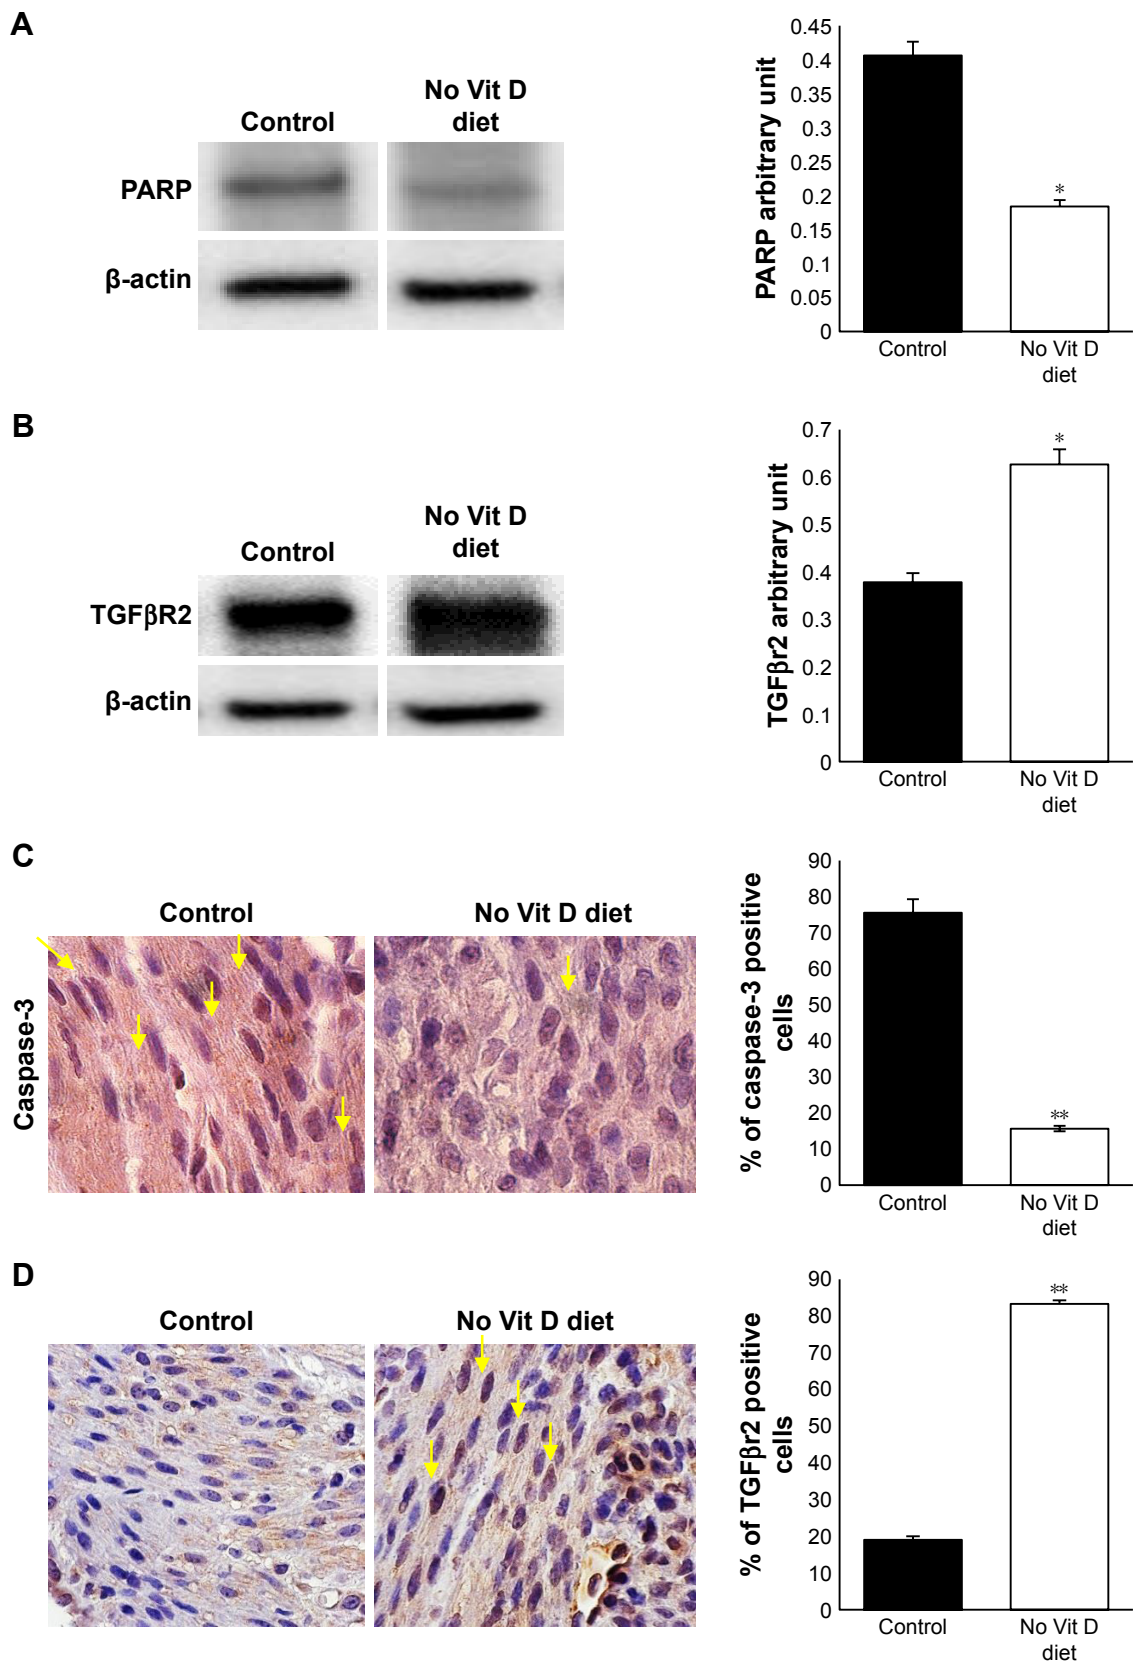 A
Control
No Vit D
diet
PARP
β-actin
PARP arbitrary unit
0.45
0.4
0.35
0.3
0.25
0.2
0.15
0.1
0.05
0
*
Control
No Vit D
diet
B
Control
No Vit D
diet
TGFβR2
β-actin
TGFβr2 arbitrary unit
0.7
0.6
0.5
0.4
0.3
0.2
0.1
0
*
Control
No Vit D
diet
C
Control
No Vit D diet
Caspase-3
% of caspase-3 positive
cells
90
80
70
60
50
40
30
20
10
0
**
Control
No Vit D
diet
D
Control
No Vit D diet
% of TGFβr2 positive
cells
90
80
70
60
50
40
30
20
10
0
**
Control
No Vit D
diet